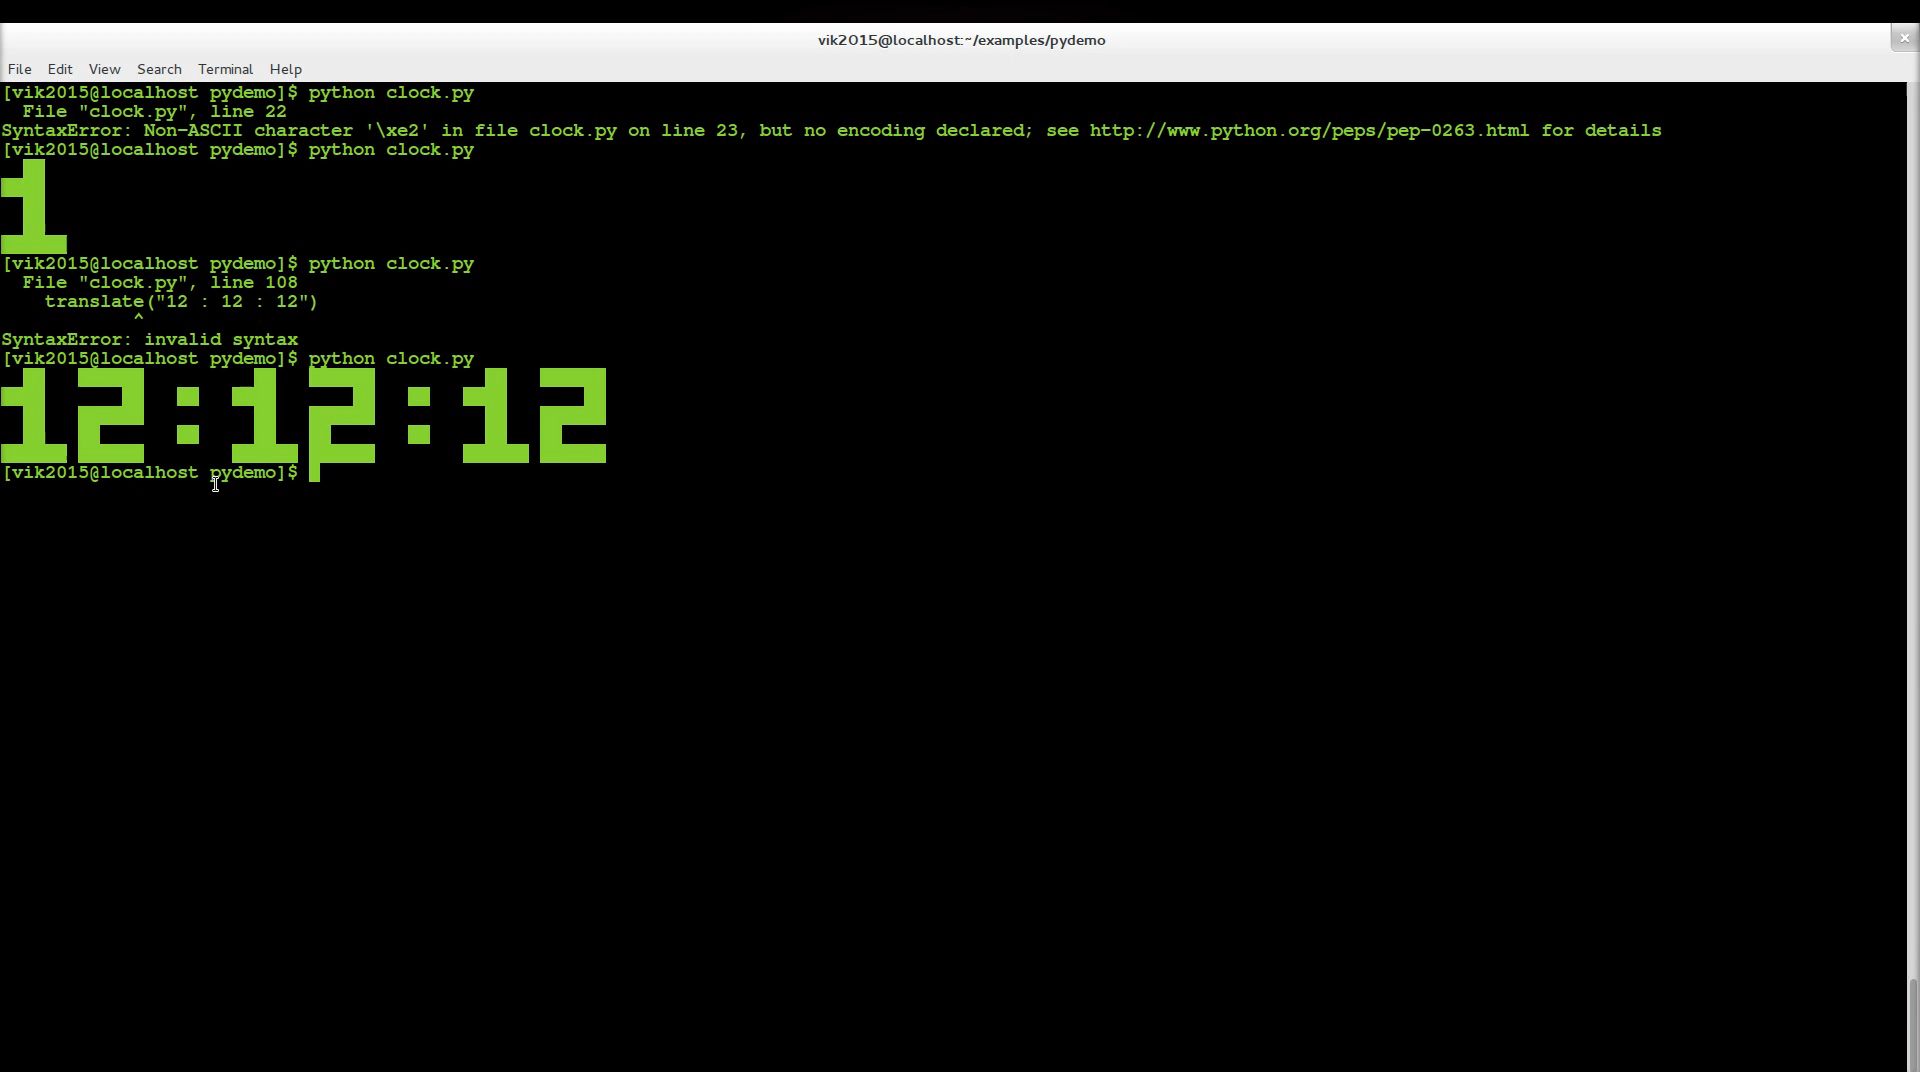 vik2015@localhost:~/examples/pydemo
File Edit View Search Terminal Help
[vik2015@localhost pydemo]$ python clock.py
  File "clock.py", line 22
SyntaxError: Non-ASCII character '\xe2' in file clock.py on line 23, but no encoding declared; see http://www.python.org/peps/pep-0263.html for details
[vik2015@localhost pydemo]$ python clock.py
1
[vik2015@localhost pydemo]$ python clock.py
  File "clock.py", line 108
    translate("12 : 12 : 12")
            ^
SyntaxError: invalid syntax
[vik2015@localhost pydemo]$ python clock.py
12:12:12
[vik2015@localhost pydemo]$